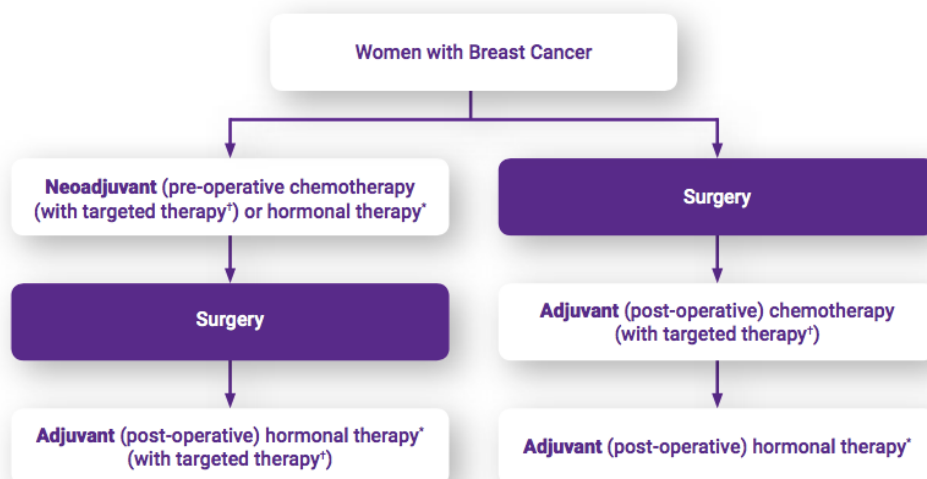 Women with Breast Cancer
Neoadjuvant (pre-operative chemotherapy
(with targeted therapy†) or hormonal therapy*
Surgery
Surgery
Adjuvant (post-operative) chemotherapy
(with targeted therapy†)
Adjuvant (post-operative) hormonal therapy*
(with targeted therapy†)
Adjuvant (post-operative) hormonal therapy*